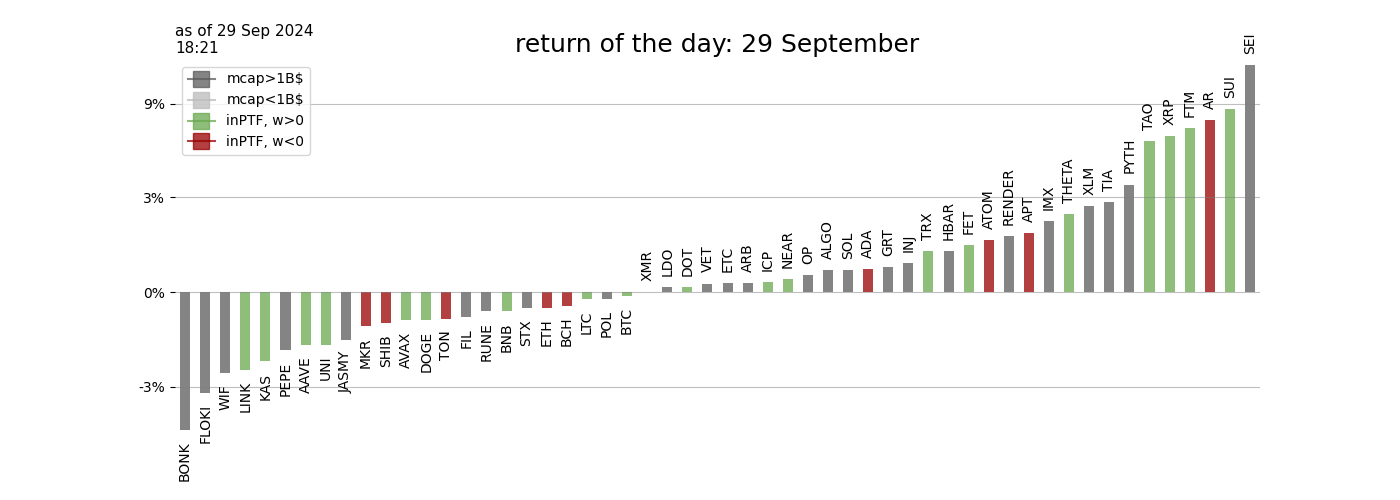 as of 29 Sep 2024
18:21
return of the day: 29 September
mcap>1B$
mcap<1B$
inPTF, w>0
inPTF, w<0
9%
3%
0%
-3%
BONK
FLOKI
WIF
LINK
KAS
PEPE
AAVE
UNI
JASMY
MKR
SHIB
AVAX
DOGE
TON
FIL
RUNE
BNB
STX
ETH
BCH
LTC
POL
BTC
XMR
LDO
DOT
VET
ETC
ARB
ICP
NEAR
OP
ALGO
SOL
ADA
GRT
INJ
TRX
HBAR
FET
ATOM
RENDER
APT
IMX
THETA
XLM
TIA
PYTH
TAO
XRP
FTM
AR
SUI
SEI